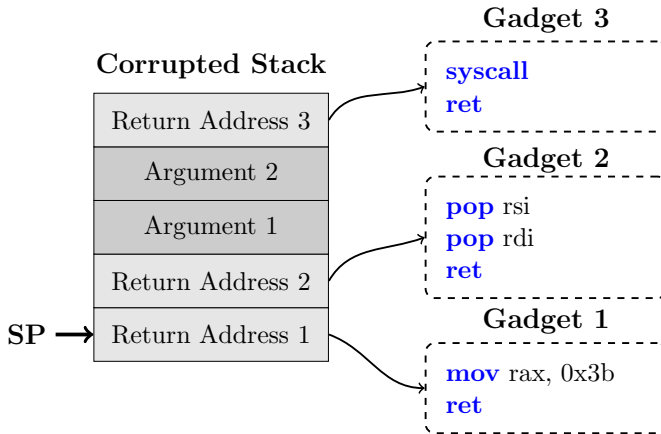 Corrupted Stack
Return Address 3
Argument 2
Argument 1
Return Address 2
SP
Return Address 1
Gadget 3
syscall
ret
Gadget 2
pop rsi
pop rdi
ret
Gadget 1
mov rax, 0x3b
ret